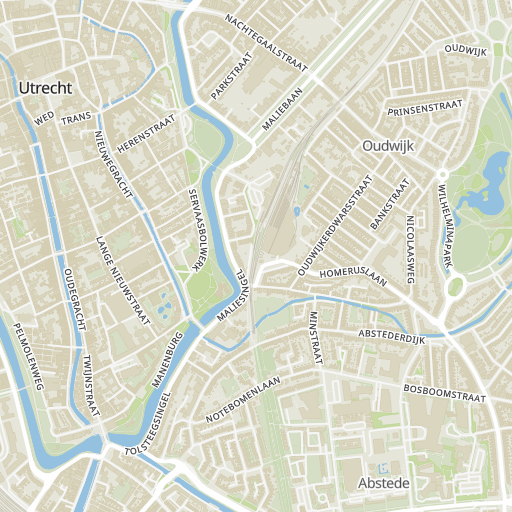 NACHTEGAALSTRAAT
OUDWIJK
PARKSTRAAT
Utrecht
MALIEBAAN
PRINSENSTRAAT
WED
TRANS
HERENSTRAAT
Oudwijk
NIEUWEGRACHT
SERVAASBOLWERK
OUDWIJKERDWARSSTRAAT
BANKSTRAAT
NICOLAASWEG
WILHELMINAPARK
LANGE NIEUWSTRAAT
OUDEGRACHT
HOMERUSLAAN
MALIESINGEL
PELMOLENWEG
MANENBURG
MINSTRAAT
ABSTEDERDIJK
TWIJNSTRAAT
NOTEBOMENLAAN
BOSBOOMSTRAAT
TOLSTEEGSINGEL
Abstede